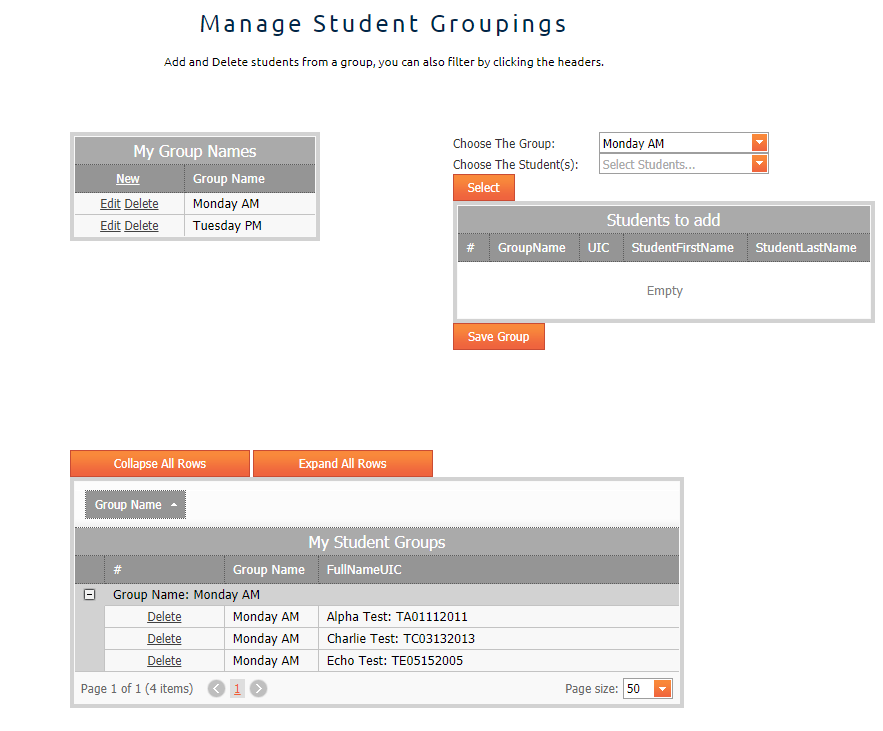 Manage Student Groupings
Add and Delete students from a group, you can also filter by clicking the headers.
My Group Names
New Group Name
Edit Delete Monday AM
Edit Delete Tuesday PM
Choose The Group: Monday AM
Choose The Student(s): Select Students...
Select
Students to add
# GroupName UIC StudentFirstName StudentLastName
Empty
Save Group
Collapse All Rows Expand All Rows
Group Name
My Student Groups
# Group Name FullNameUIC
Group Name: Monday AM
Delete Monday AM Alpha Test: TA01112011
Delete Monday AM Charlie Test: TC03132013
Delete Monday AM Echo Test: TE05152005
Page 1 of 1 (4 items) 1 Page size: 50